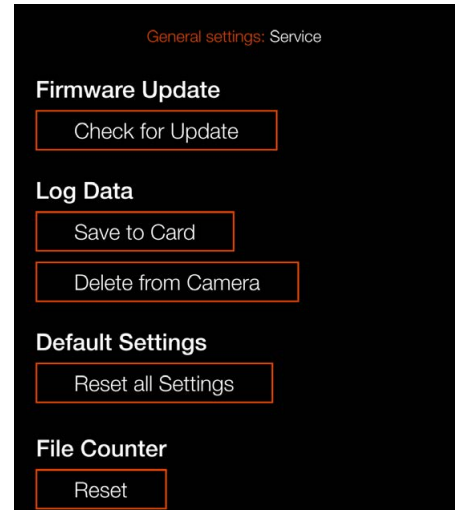 General settings: Service
Firmware Update
Check for Update
Log Data
Save to Card
Delete from Camera
Default Settings
Reset all Settings
File Counter
Reset